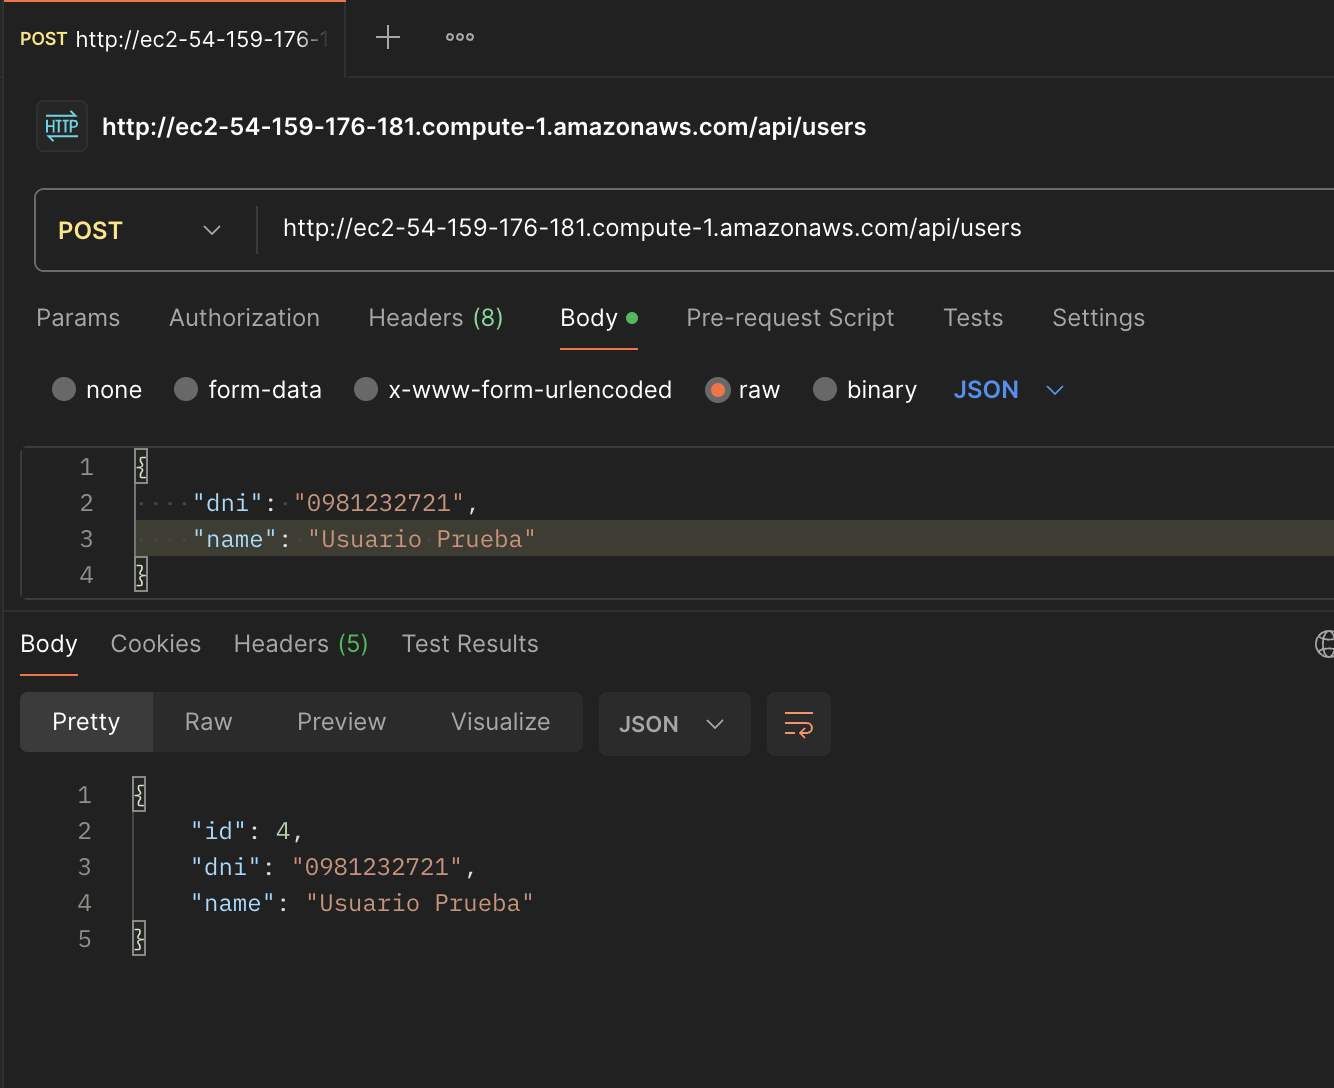 POST http://ec2-54-159-176-1
HTTP http://ec2-54-159-176-181.compute-1.amazonaws.com/api/users
POST http://ec2-54-159-176-181.compute-1.amazonaws.com/api/users
Params Authorization Headers (8) Body Pre-request Script Tests Settings
none form-data x-www-form-urlencoded raw binary JSON
1 {
2 "dni": "0981232721",
3 "name": "Usuario Prueba"
4 }
Body Cookies Headers (5) Test Results
Pretty Raw Preview Visualize JSON
1 {
2 "id": 4,
3 "dni": "0981232721",
4 "name": "Usuario Prueba"
5 }